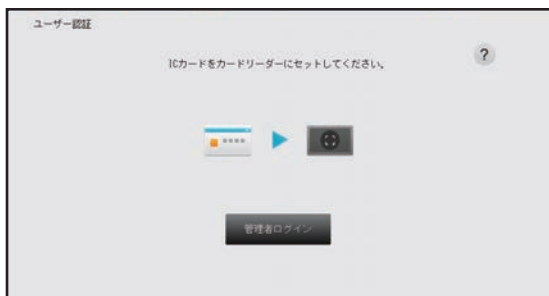 ユーザー認証
ICカードをカードリーダーにセットしてください。
?
管理者ログイン